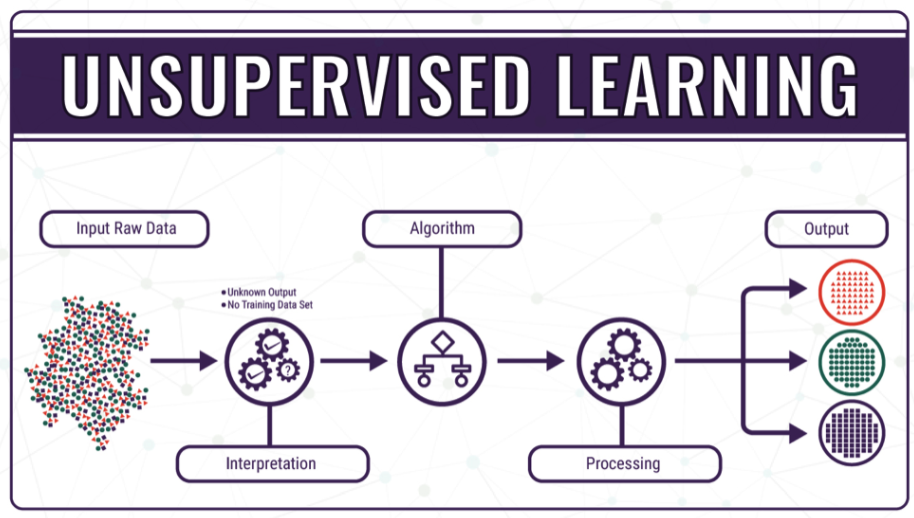 UNSUPERVISED LEARNING
Input Raw Data
Algorithm
Output
•Unknown Output
•No Training Data Set
?
Interpretation
Processing